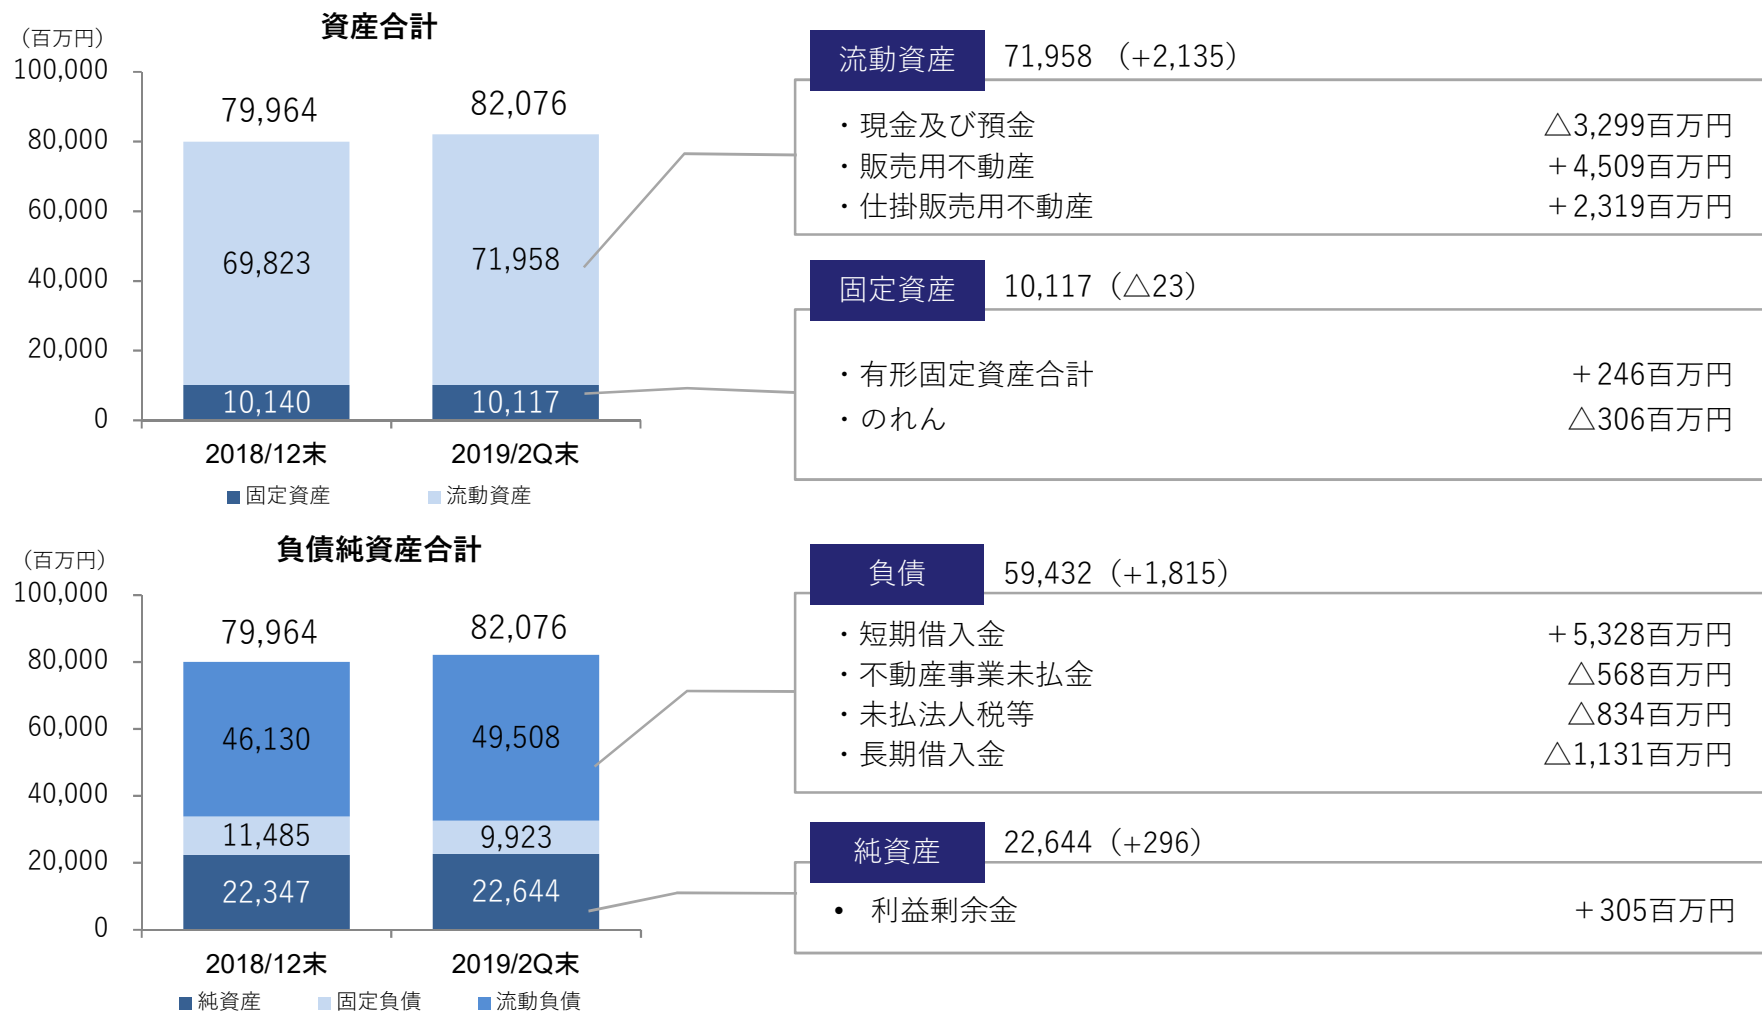 資産合計
（百万円）
100,000
80,000
60,000
40,000
20,000
0
79,964
82,076
69,823
71,958
10,140
10,117
2018/12末
2019/2Q末
固定資産
流動資産
流動資産
71,958 （+2,135）
・現金及び預金 △3,299百万円
・販売用不動産 ＋4,509百万円
・仕掛販売用不動産 ＋2,319百万円
固定資産
10,117（△23）
・有形固定資産合計 ＋246百万円
・のれん △306百万円
負債純資産合計
（百万円）
100,000
80,000
60,000
40,000
20,000
0
79,964
82,076
46,130
49,508
11,485
9,923
22,347
22,644
2018/12末
2019/2Q末
純資産
固定負債
流動負債
負債
59,432（+1,815）
・短期借入金 ＋5,328百万円
・不動産事業未払金 △568百万円
・未払法人税等 △834百万円
・長期借入金 △1,131百万円
純資産
22,644（+296）
• 利益剰余金 ＋305百万円